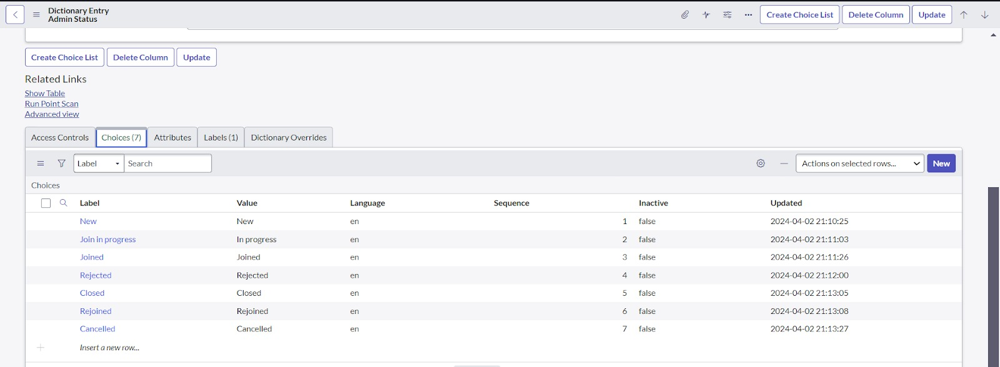 Dictionary Entry
Admin Status
Create Choice List Delete Column Update
Create Choice List Delete Column Update
Related Links
Show Table
Run Point Scan
Advanced view
Access Controls Choices (7) Attributes Labels (1) Dictionary Overrides
Label Search Actions on selected rows... New
Choices
Label Value Language Sequence Inactive Updated
New New en 1 false 2024-04-02 21:10:25
Join in progress In progress en 2 false 2024-04-02 21:11:03
Joined Joined en 3 false 2024-04-02 21:11:26
Rejected Rejected en 4 false 2024-04-02 21:12:00
Closed Closed en 5 false 2024-04-02 21:13:05
Rejoined Rejoined en 6 false 2024-04-02 21:13:08
Cancelled Cancelled en 7 false 2024-04-02 21:13:27
Insert a new row...